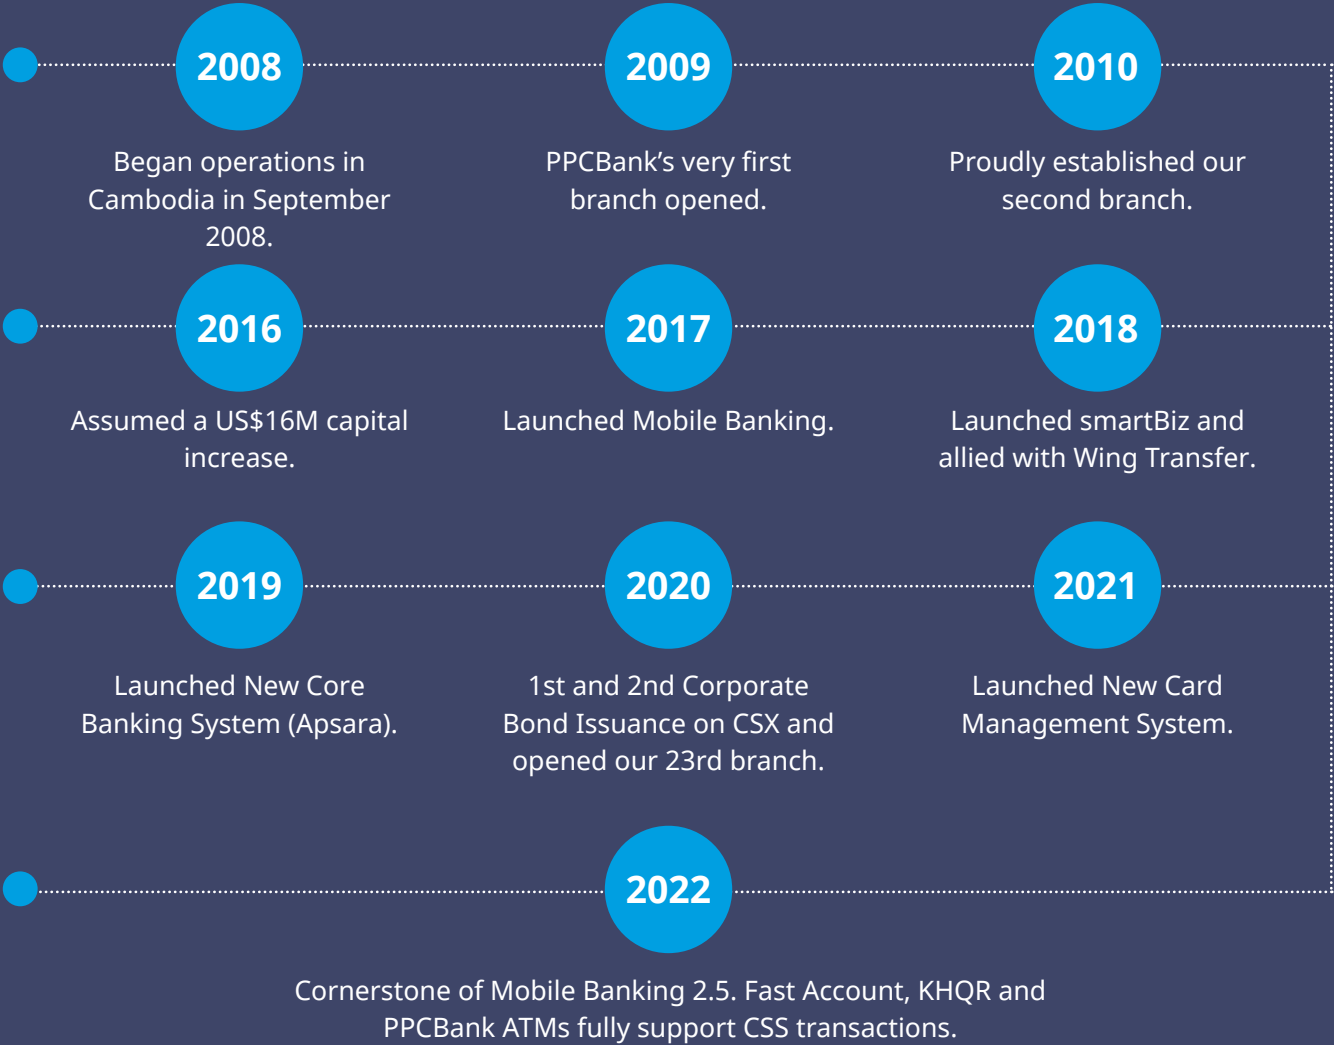 2008
Began operations in
Cambodia in September
2008.
2009
PPCBank’s very first
branch opened.
2010
Proudly established our
second branch.
2016
Assumed a US$16M capital
increase.
2017
Launched Mobile Banking.
2018
Launched smartBiz and
allied with Wing Transfer.
2019
Launched New Core
Banking System (Apsara).
2020
1st and 2nd Corporate
Bond Issuance on CSX and
opened our 23rd branch.
2021
Launched New Card
Management System.
2022
Cornerstone of Mobile Banking 2.5. Fast Account, KHQR and
PPCBank ATMs fully support CSS transactions.